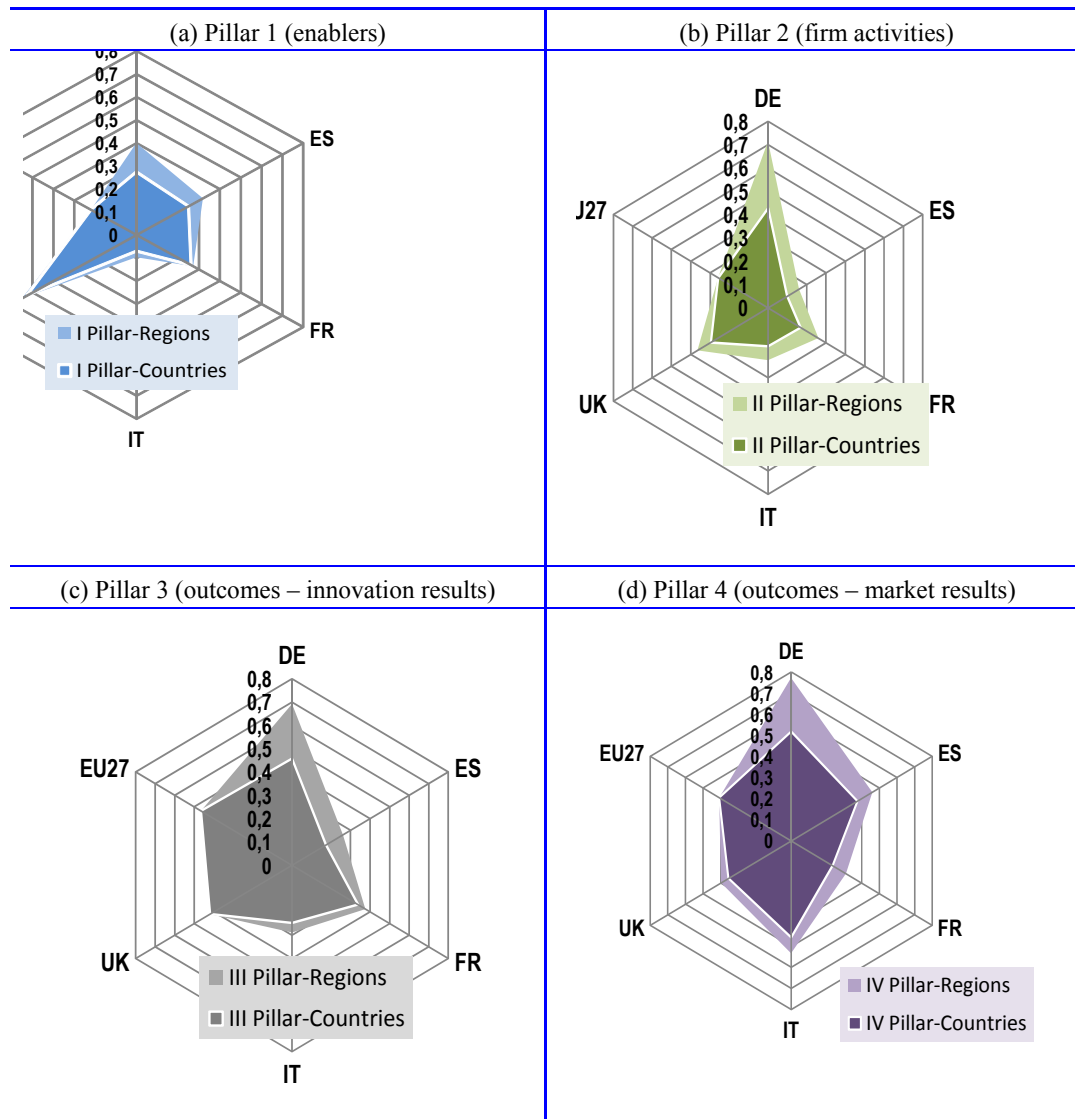 (a) Pillar 1 (enablers)
0,8
0,7
0,6
0,5
0,4
0,3
0,2
0,1
0
ES
FR
IT
I Pillar-Regions
I Pillar-Countries
(b) Pillar 2 (firm activities)
DE
0,8
0,7
0,6
0,5
0,4
0,3
0,2
0,1
0
J27
ES
UK
FR
IT
II Pillar-Regions
II Pillar-Countries
(c) Pillar 3 (outcomes – innovation results)
DE
0,8
0,7
0,6
0,5
0,4
0,3
0,2
0,1
0
EU27
ES
UK
FR
IT
III Pillar-Regions
III Pillar-Countries
(d) Pillar 4 (outcomes – market results)
DE
0,8
0,7
0,6
0,5
0,4
0,3
0,2
0,1
0
EU27
ES
UK
FR
IT
IV Pillar-Regions
IV Pillar-Countries